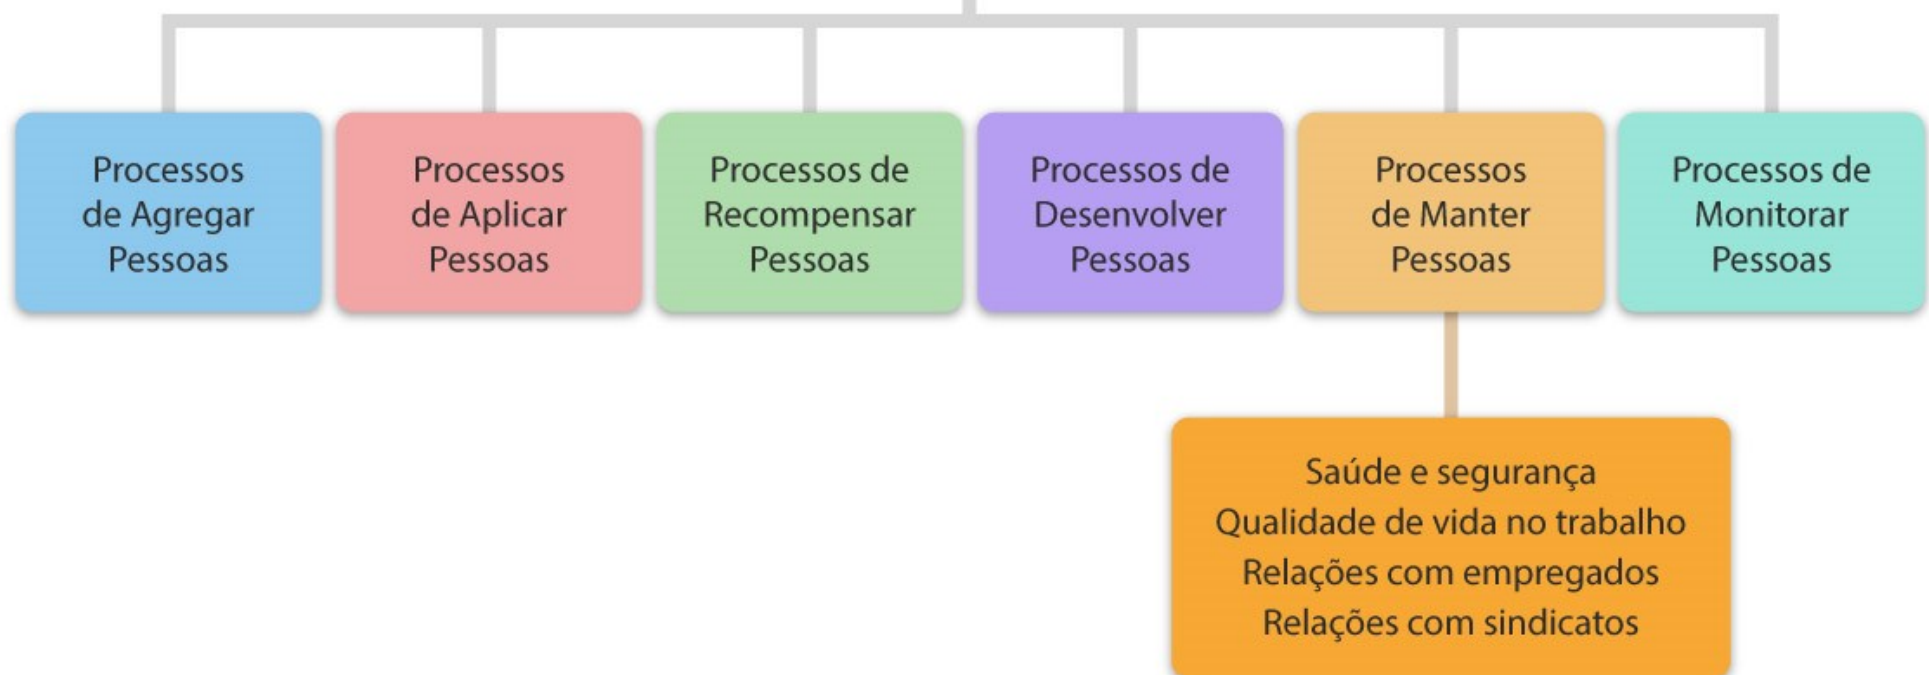 Processos
de Agregar
Pessoas
Processos
de Aplicar
Pessoas
Processos de
Recompensar
Pessoas
Processos de
Desenvolver
Pessoas
Processos
de Manter
Pessoas
Processos de
Monitorar
Pessoas
Saúde e segurança
Qualidade de vida no trabalho
Relações com empregados
Relações com sindicatos